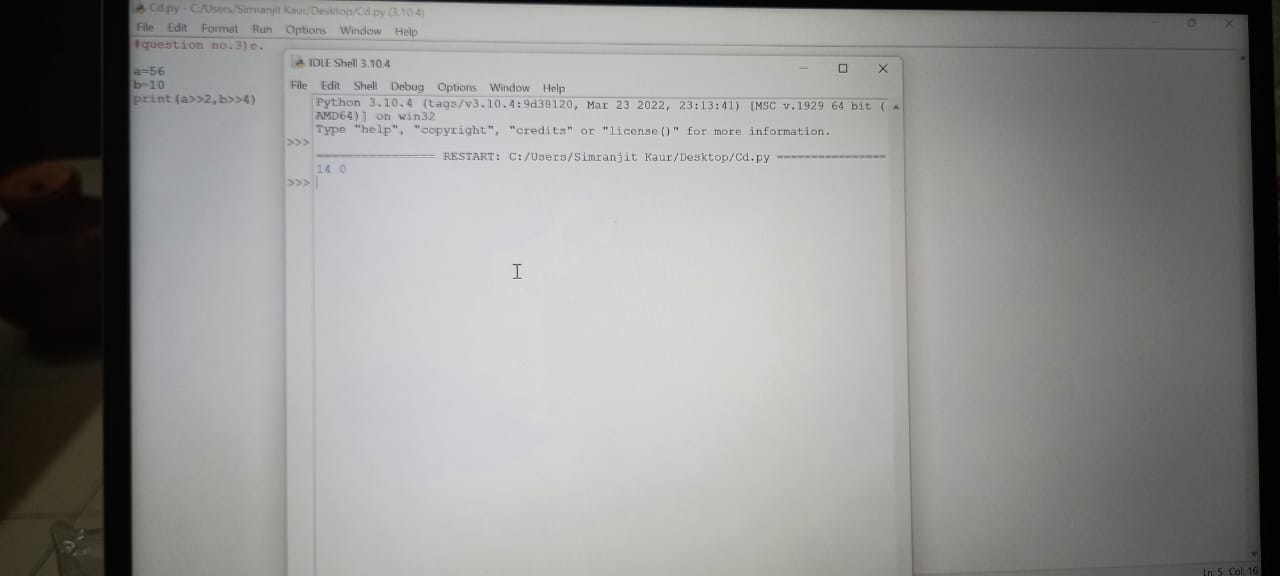 Cd.py - C:/Users/Simranjit Kaur/Desktop/Cd.py (3.10.4)
File Edit Format Run Options Window Help
#question no.3)e.
a=56
b=10
print(a>>2,b>>4)
IDLE Shell 3.10.4
File Edit Shell Debug Options Window Help
Python 3.10.4 (tags/v3.10.4:9d38120, Mar 23 2022, 23:13:41) [MSC v.1929 64 bit (
AMD64)] on win32
Type "help", "copyright", "credits" or "license()" for more information.
>>>
================ RESTART: C:/Users/Simranjit Kaur/Desktop/Cd.py ================
14 0
>>>
Ln: 5 Col: 16